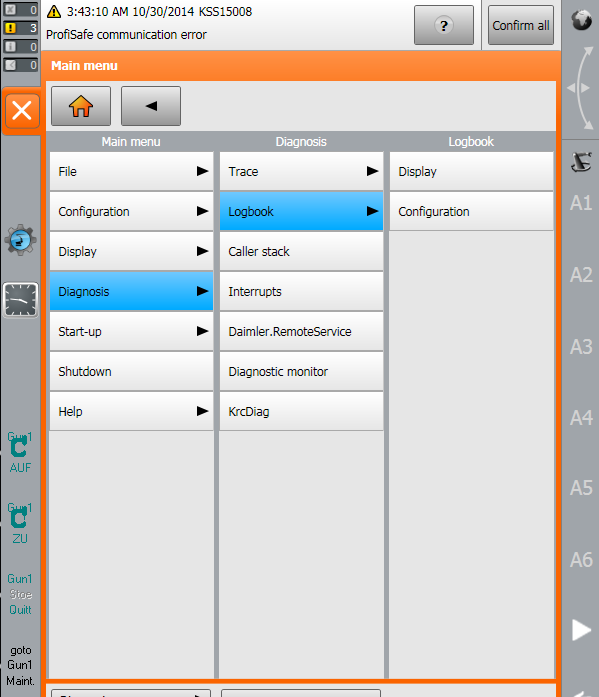 0
3:43:10 AM 10/30/2014 KSS15008
3
ProfiSafe communication error
?
Confirm all
0
0
Main menu
Main menu
Diagnosis
Logbook
File
Trace
Display
Configuration
Logbook
Configuration
Display
Caller stack
Diagnosis
Interrupts
Start-up
Daimler.RemoteService
Shutdown
Diagnostic monitor
Help
KrcDiag
A1
A2
A3
A4
A5
A6
Gun1
AUF
Gun1
ZU
Gun1
Stoe
Quitt
goto
Gun1
Maint.